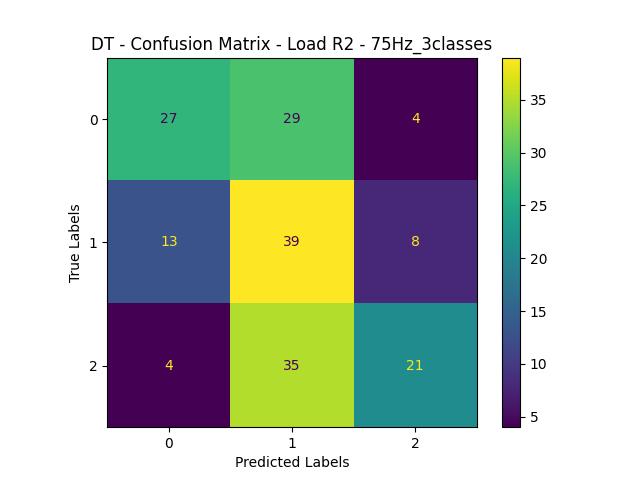 DT - Confusion Matrix - Load R2 - 75Hz_3classes
0 27 29 4
1 13 39 8
2 4 35 21
0 1 2
Predicted Labels
True Labels
35
30
25
20
15
10
5